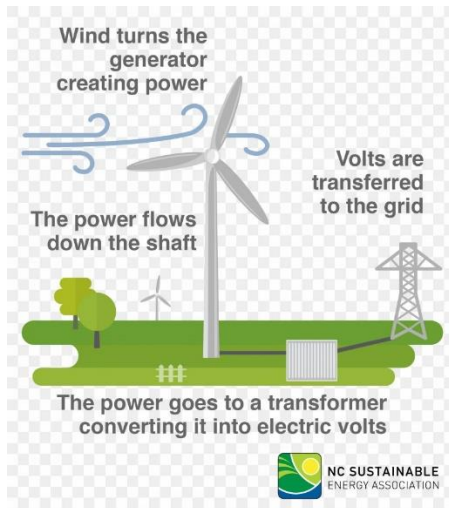 Wind turns the
generator
creating power
Volts are
transferred
to the grid
The power flows
down the shaft
The power goes to a transformer
converting it into electric volts
NC SUSTAINABLE
ENERGY ASSOCIATION